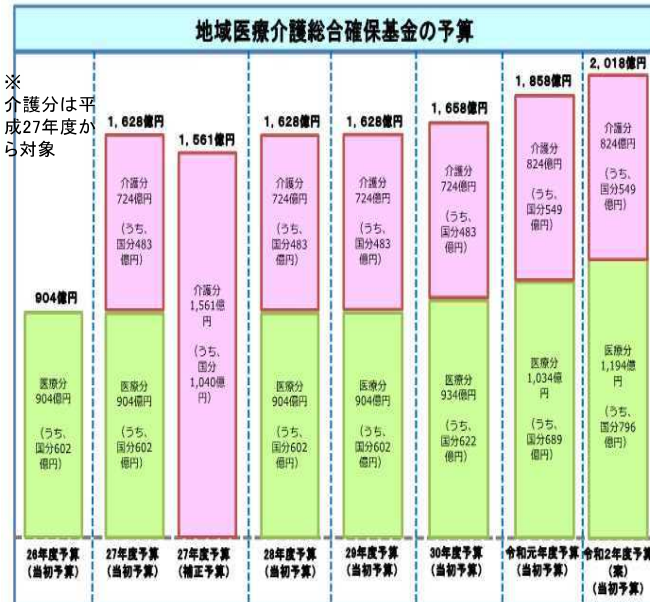 地域医療介護総合確保基金の予算
※
介護分は平
成27年度か
ら対象
904億円
医療分
904億円
(うち、
国分602
億円)
26年度予算
(当初予算)
1,628億円
介護分
724億円
(うち、
国分483
億円)
医療分
904億円
(うち、
国分602
億円)
27年度予算
(当初予算)
1,561億円
介護分
1,561億
円
(うち、
国分
1,040億
円)
27年度予算
(補正予算)
1,628億円
介護分
724億円
(うち、
国分483
億円)
医療分
904億円
(うち、
国分602
億円)
28年度予算
(当初予算)
1,628億円
介護分
724億円
(うち、
国分483
億円)
医療分
904億円
(うち、
国分602
億円)
29年度予算
(当初予算)
1,658億円
介護分
724億円
(うち、
国分483
億円)
医療分
934億円
(うち、
国分622
億円)
30年度予算
(当初予算)
1,858億円
介護分
824億円
(うち、
国分549
億円)
医療分
1,034億
円
(うち、
国分689
億円)
令和元年度予算
(当初予算)
2,018億円
介護分
824億円
(うち、
国分549
億円)
医療分
1,194億
円
(うち、
国分796
億円)
令和2年度予算
(案)
(当初予算)